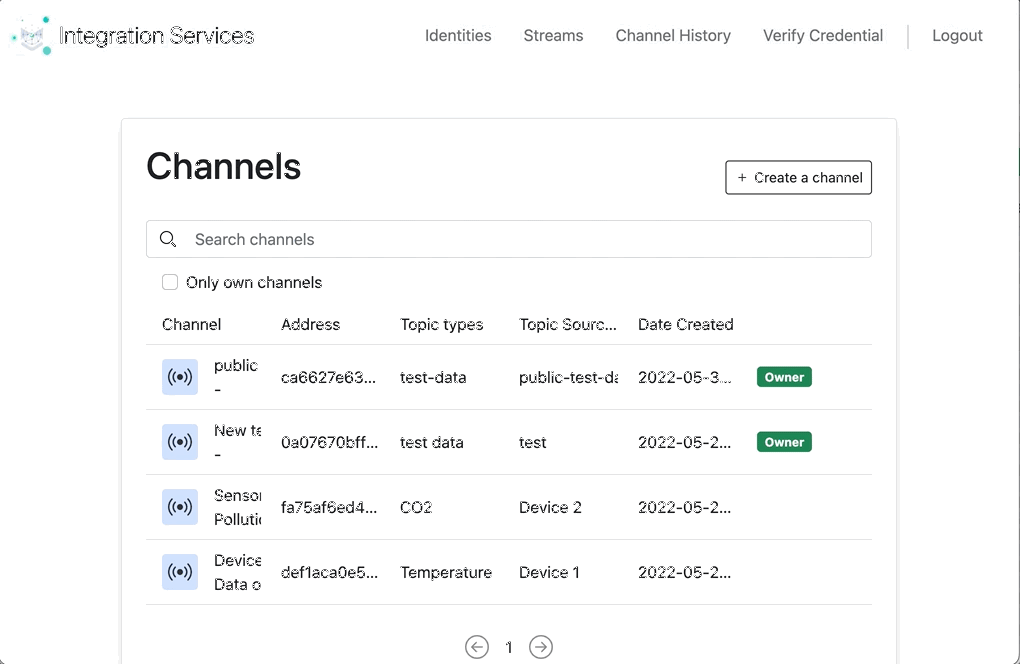 Integration Services
Identities Streams Channel History Verify Credential Logout
Channels
+ Create a channel
Search channels
Only own channels
Channel Address Topic types Topic Sourc... Date Created
public
-
ca6627e63... test-data public-test-da 2022-05-3... Owner
New te
-
0a07670bff... test data test 2022-05-2... Owner
Sensor
Pollutio
fa75af6ed4... CO2 Device 2 2022-05-2...
Device
Data o
def1aca0e5... Temperature Device 1 2022-05-2...
1